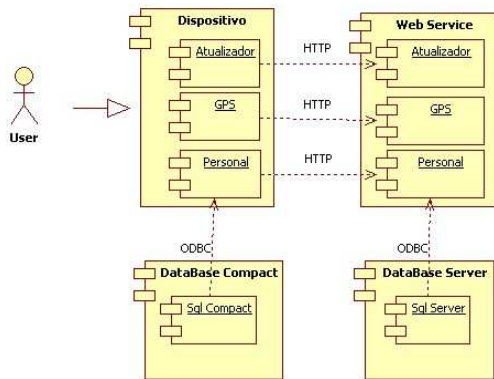 Dispositivo
Web Service
Atualizador
HTTP
Atualizador
GPS
HTTP
GPS
User
Personal
HTTP
Personal
ODBC
ODBC
DataBase Compact
DataBase Server
Sql Compact
Sql Server